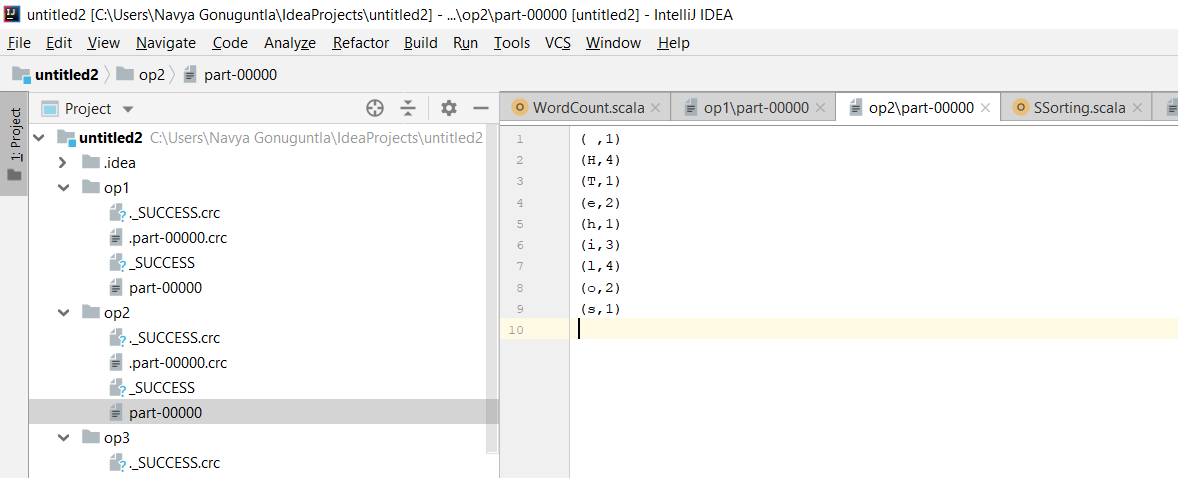 untitled2 [C:\Users\Navya Gonuguntla\IdeaProjects\untitled2] - ...\op2\part-00000 [untitled2] - IntelliJ IDEA
File Edit View Navigate Code Analyze Refactor Build Run Tools VCS Window Help
untitled2 op2 part-00000
1: Project
Project
untitled2 C:\Users\Navya Gonuguntla\IdeaProjects\untitled2
.idea
op1
._SUCCESS.crc
.part-00000.crc
_SUCCESS
part-00000
op2
._SUCCESS.crc
.part-00000.crc
_SUCCESS
part-00000
op3
._SUCCESS.crc
WordCount.scala op1\part-00000 op2\part-00000 SSorting.scala
1 ( ,1)
2 (H,4)
3 (T,1)
4 (e,2)
5 (h,1)
6 (i,3)
7 (l,4)
8 (o,2)
9 (s,1)
10